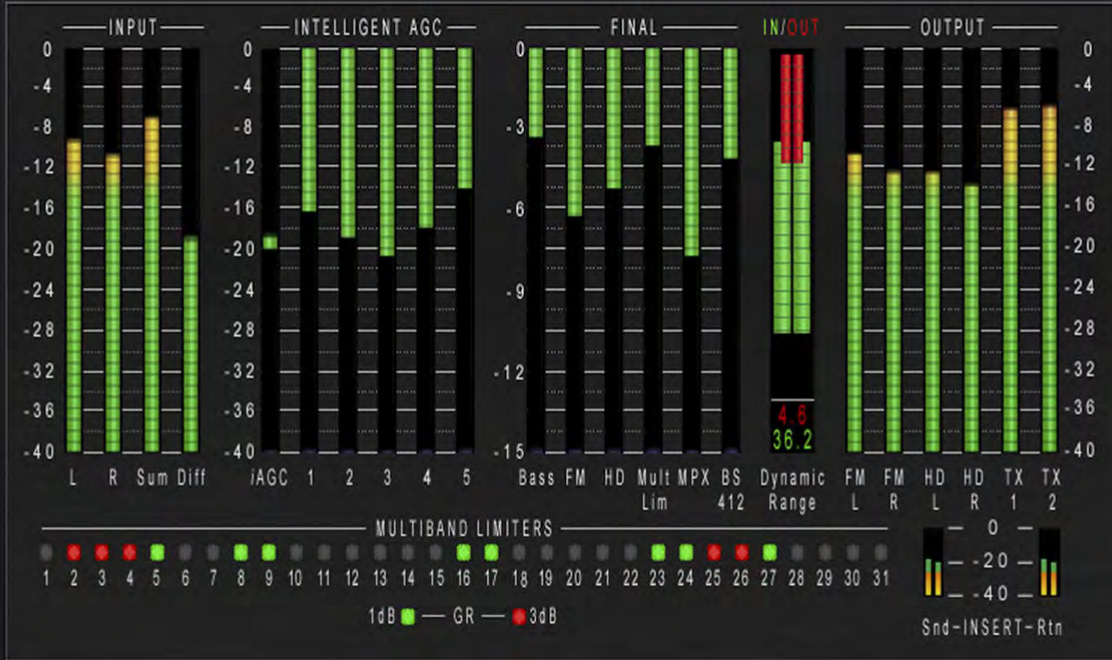 INPUT INTELLIGENT AGC FINAL IN/OUT OUTPUT
0 0 0 0
-4 -4 -4
-8 -8 -3 -8
-12 -12 -12
-16 -16 -6 -16
-20 -20 -20
-24 -24 -9 -24
-28 -28 -28
-32 -32 -12 -32
-36 -36 4.6 -36
-40 -40 -15 36.2 -40
L R Sum Diff iAGC 1 2 3 4 5 Bass FM HD Mult MPX BS Dynamic FM FM HD HD TX TX
Lim 412 Range L R L R 1 2
MULTIBAND LIMITERS
1 2 3 4 5 6 7 8 9 10 11 12 13 14 15 16 17 18 19 20 21 22 23 24 25 26 27 28 29 30 31
1dB — GR — 3dB
0
-20
-40
Snd-INSERT-Rtn